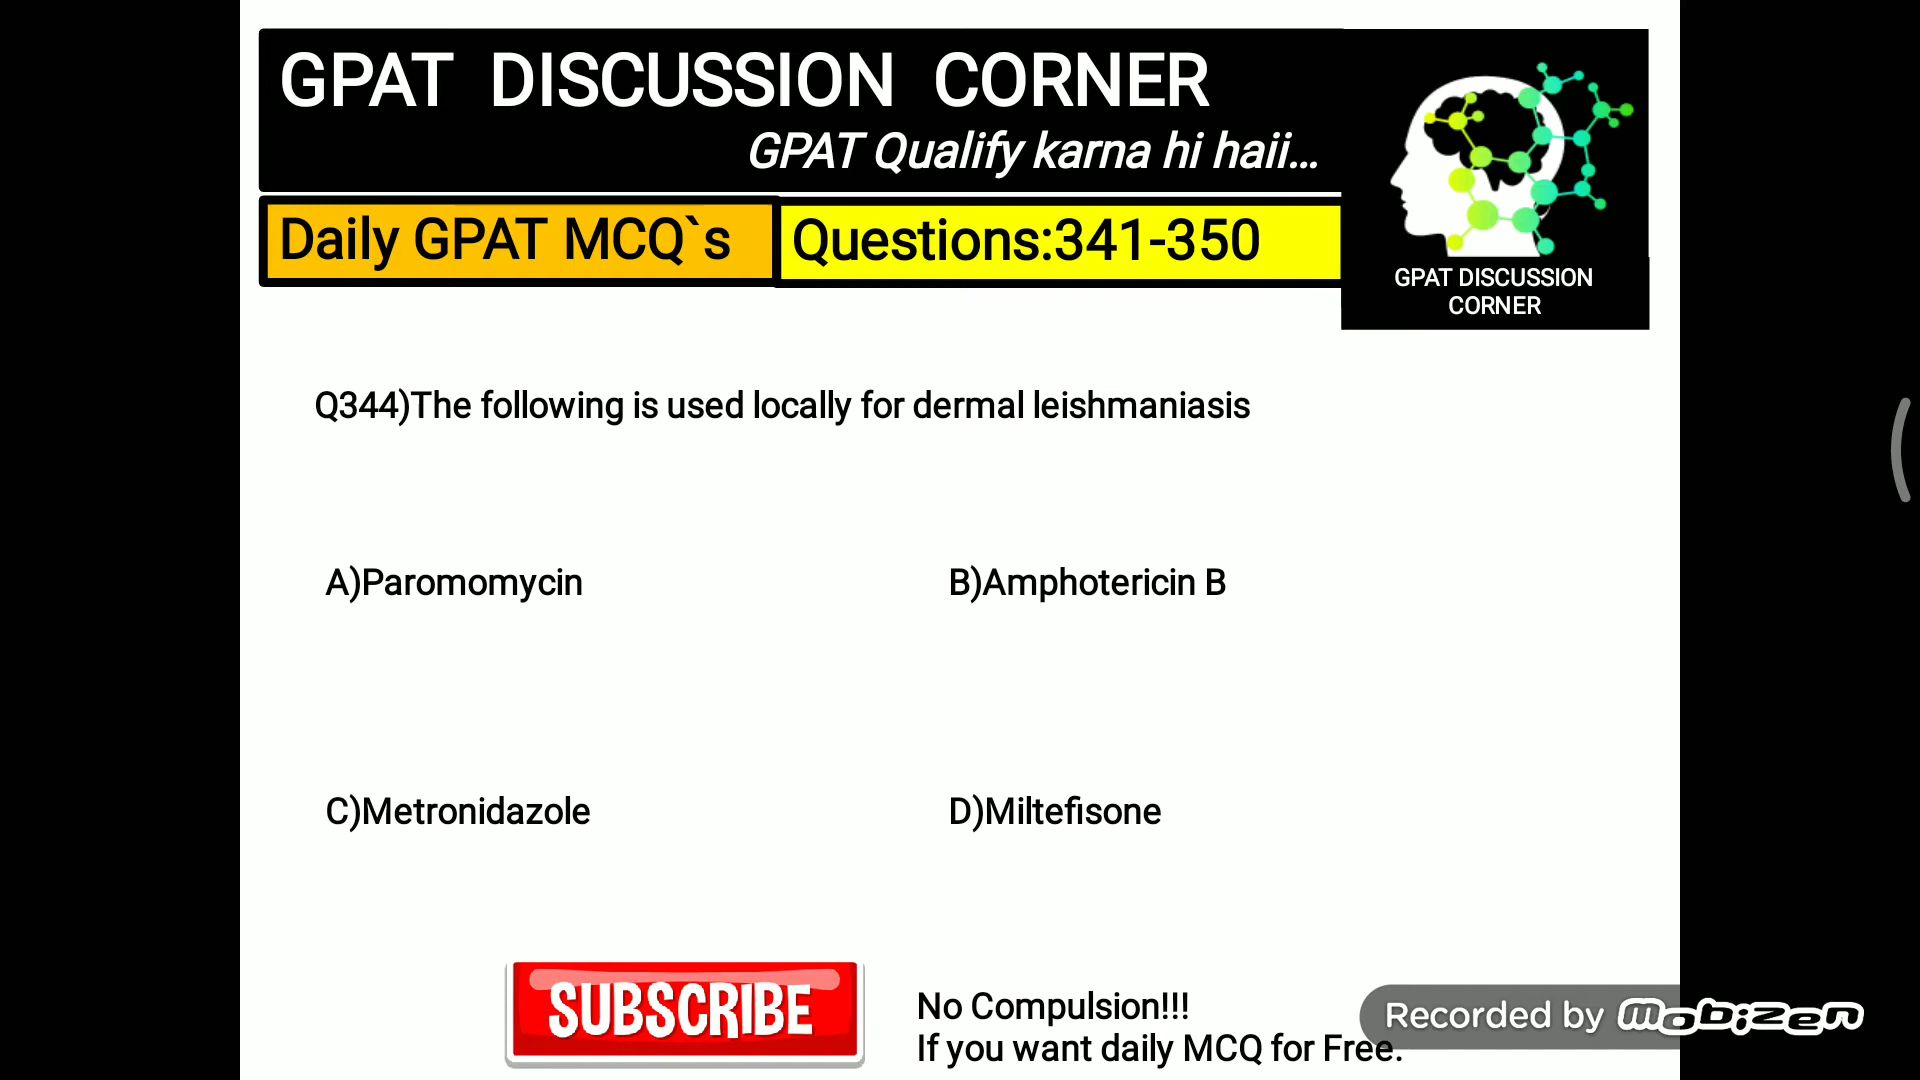 GPAT DISCUSSION CORNER
GPAT Qualify karna hi haii...
Daily GPAT MCQ`s
Questions:341-350
GPAT DISCUSSION
CORNER
Q344)The following is used locally for dermal leishmaniasis
A)Paromomycin
B)Amphotericin B
C)Metronidazole
D)Miltefisone
SUBSCRIBE
No Compulsion!!!
If you want daily MCQ for Free.
Recorded by mobizen